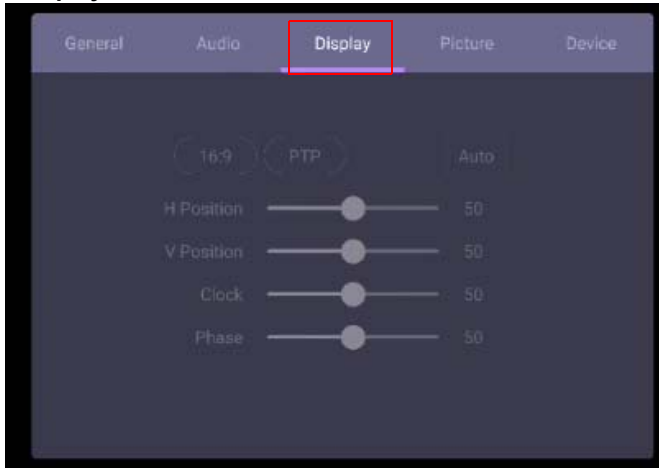 General Audio Display Picture Device
16:9 PTP Auto
H Position 50
V Position 50
Clock 50
Phase 50